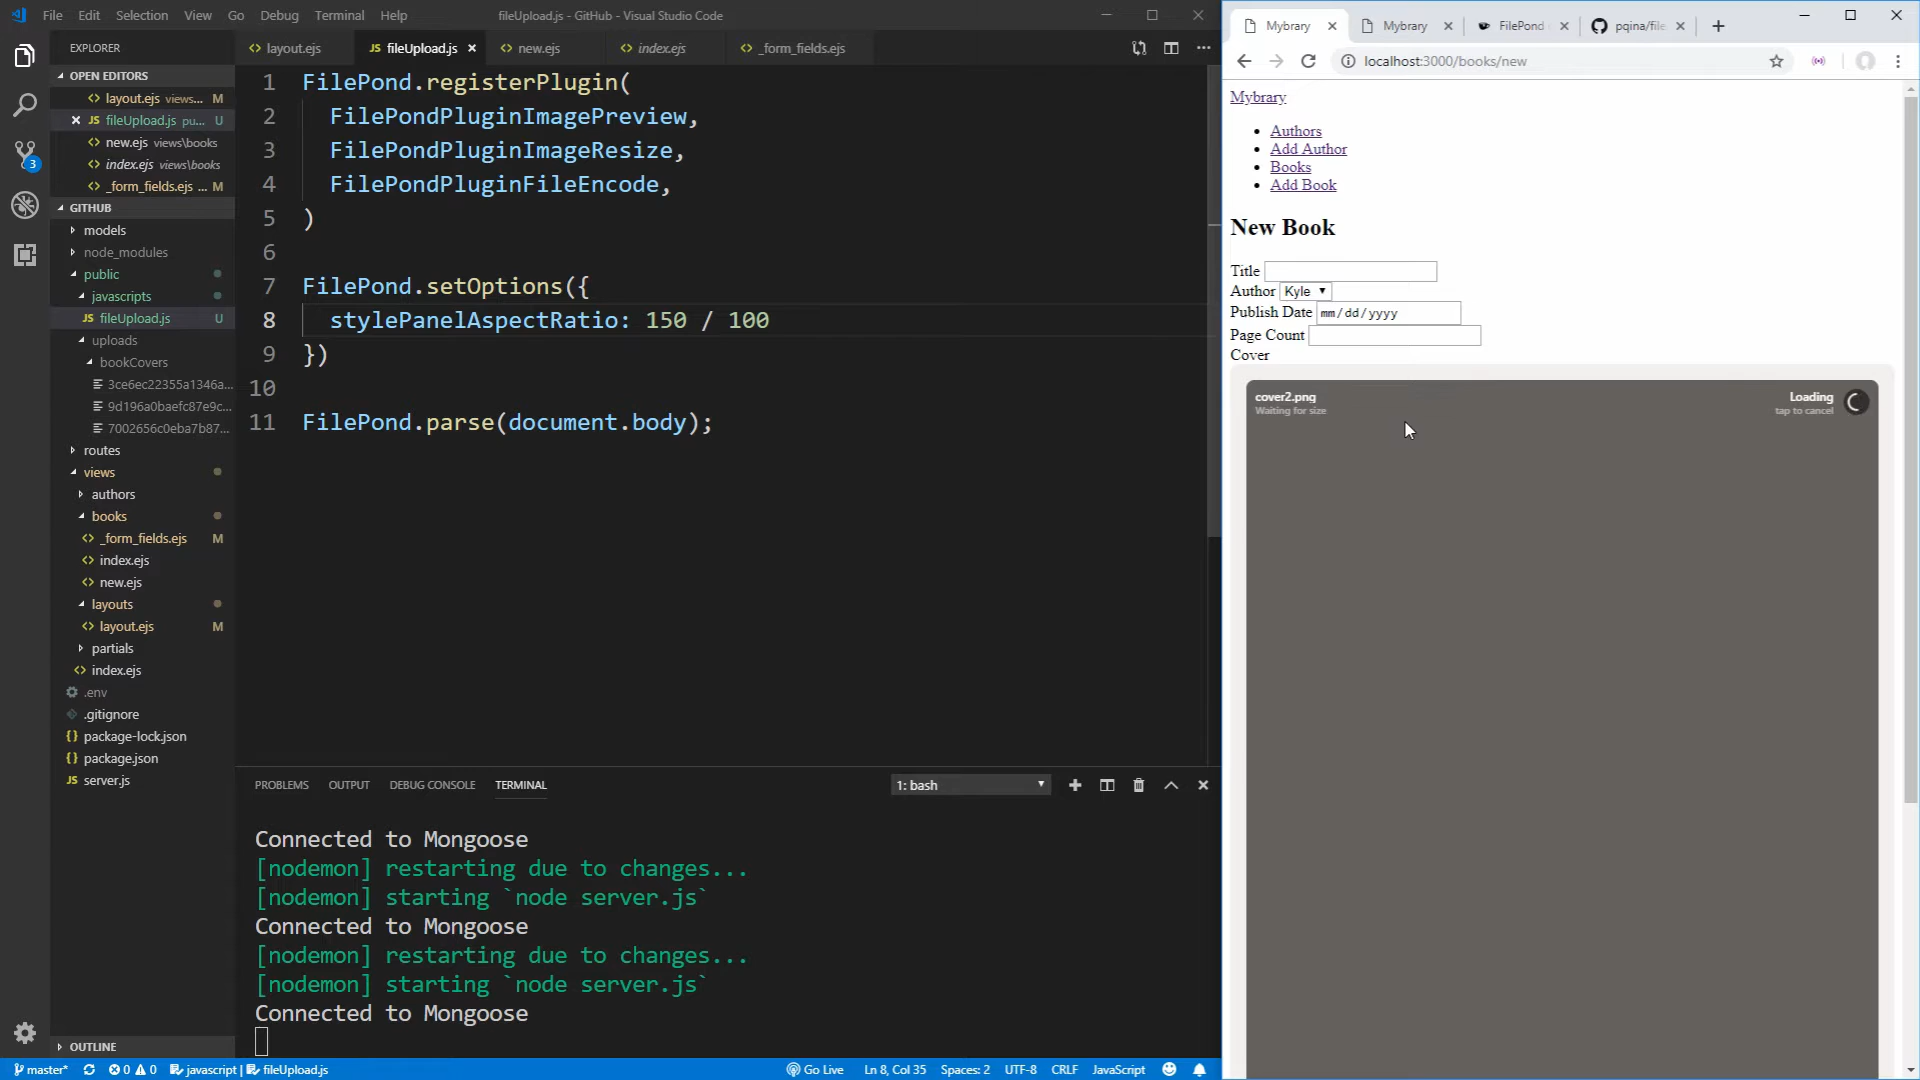 File Edit Selection View Go Debug Terminal Help
fileUpload.js - GitHub - Visual Studio Code
EXPLORER
OPEN EDITORS
layout.ejs views... M
fileUpload.js pu... U
new.ejs views\books
index.ejs views\books
_form_fields.ejs ... M
GITHUB
models
node_modules
public
javascripts
fileUpload.js U
uploads
bookCovers
3ce6ec22355a1346a...
9d196a0baefc87e9c...
7002656c0eba7b87...
routes
views
authors
books
_form_fields.ejs M
index.ejs
new.ejs
layouts
layout.ejs M
partials
index.ejs
.env
.gitignore
package-lock.json
package.json
server.js
OUTLINE
3
layout.ejs fileUpload.js new.ejs index.ejs _form_fields.ejs
1 FilePond.registerPlugin(
2 FilePondPluginImagePreview,
3 FilePondPluginImageResize,
4 FilePondPluginFileEncode,
5 )
6
7 FilePond.setOptions({
8 stylePanelAspectRatio: 150 / 100
9 })
10
11 FilePond.parse(document.body);
PROBLEMS OUTPUT DEBUG CONSOLE TERMINAL 1: bash
Connected to Mongoose
[nodemon] restarting due to changes...
[nodemon] starting `node server.js`
Connected to Mongoose
[nodemon] restarting due to changes...
[nodemon] starting `node server.js`
Connected to Mongoose
master* 0 0 javascript | fileUpload.js Go Live Ln 8, Col 35 Spaces: 2 UTF-8 CRLF JavaScript
Mybrary Mybrary FilePond pqina/file
localhost:3000/books/new
Mybrary
Authors
Add Author
Books
Add Book
New Book
Title
Author Kyle
Publish Date mm/dd/yyyy
Page Count
Cover
cover2.png Loading
Waiting for size tap to cancel